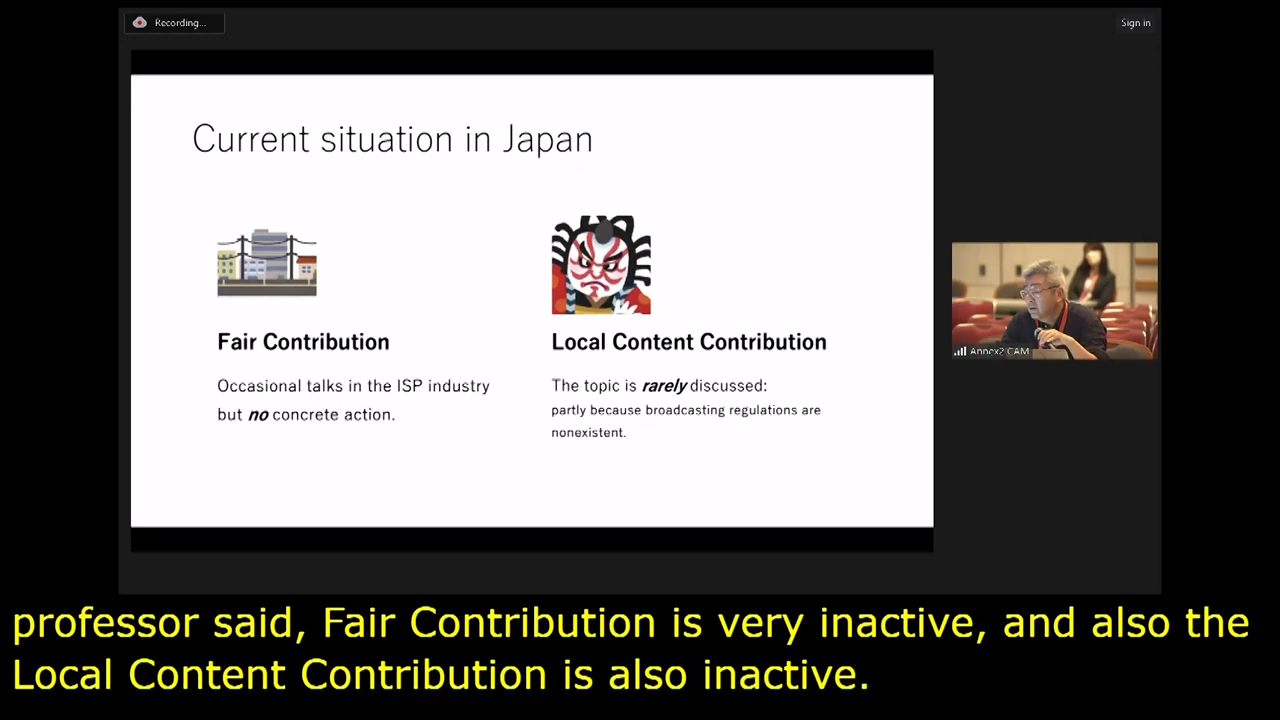 Recording...
Sign in
Current situation in Japan
Fair Contribution
Occasional talks in the ISP industry
but no concrete action.
Local Content Contribution
The topic is rarely discussed:
partly because broadcasting regulations are
nonexistent.
Annex2 CAM
professor said, Fair Contribution is very inactive, and also the
Local Content Contribution is also inactive.